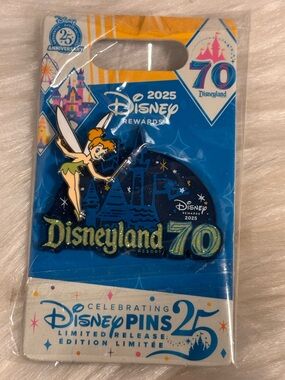 25
ANNIVERSARY
70
Disneyland
2025
Disney
REWARDS
Disney
REWARDS
2025
Disneyland 70
RESORT
CELEBRATING
Disney PINS 25
LIMITED RELEASE
ÉDITION LIMITÉE